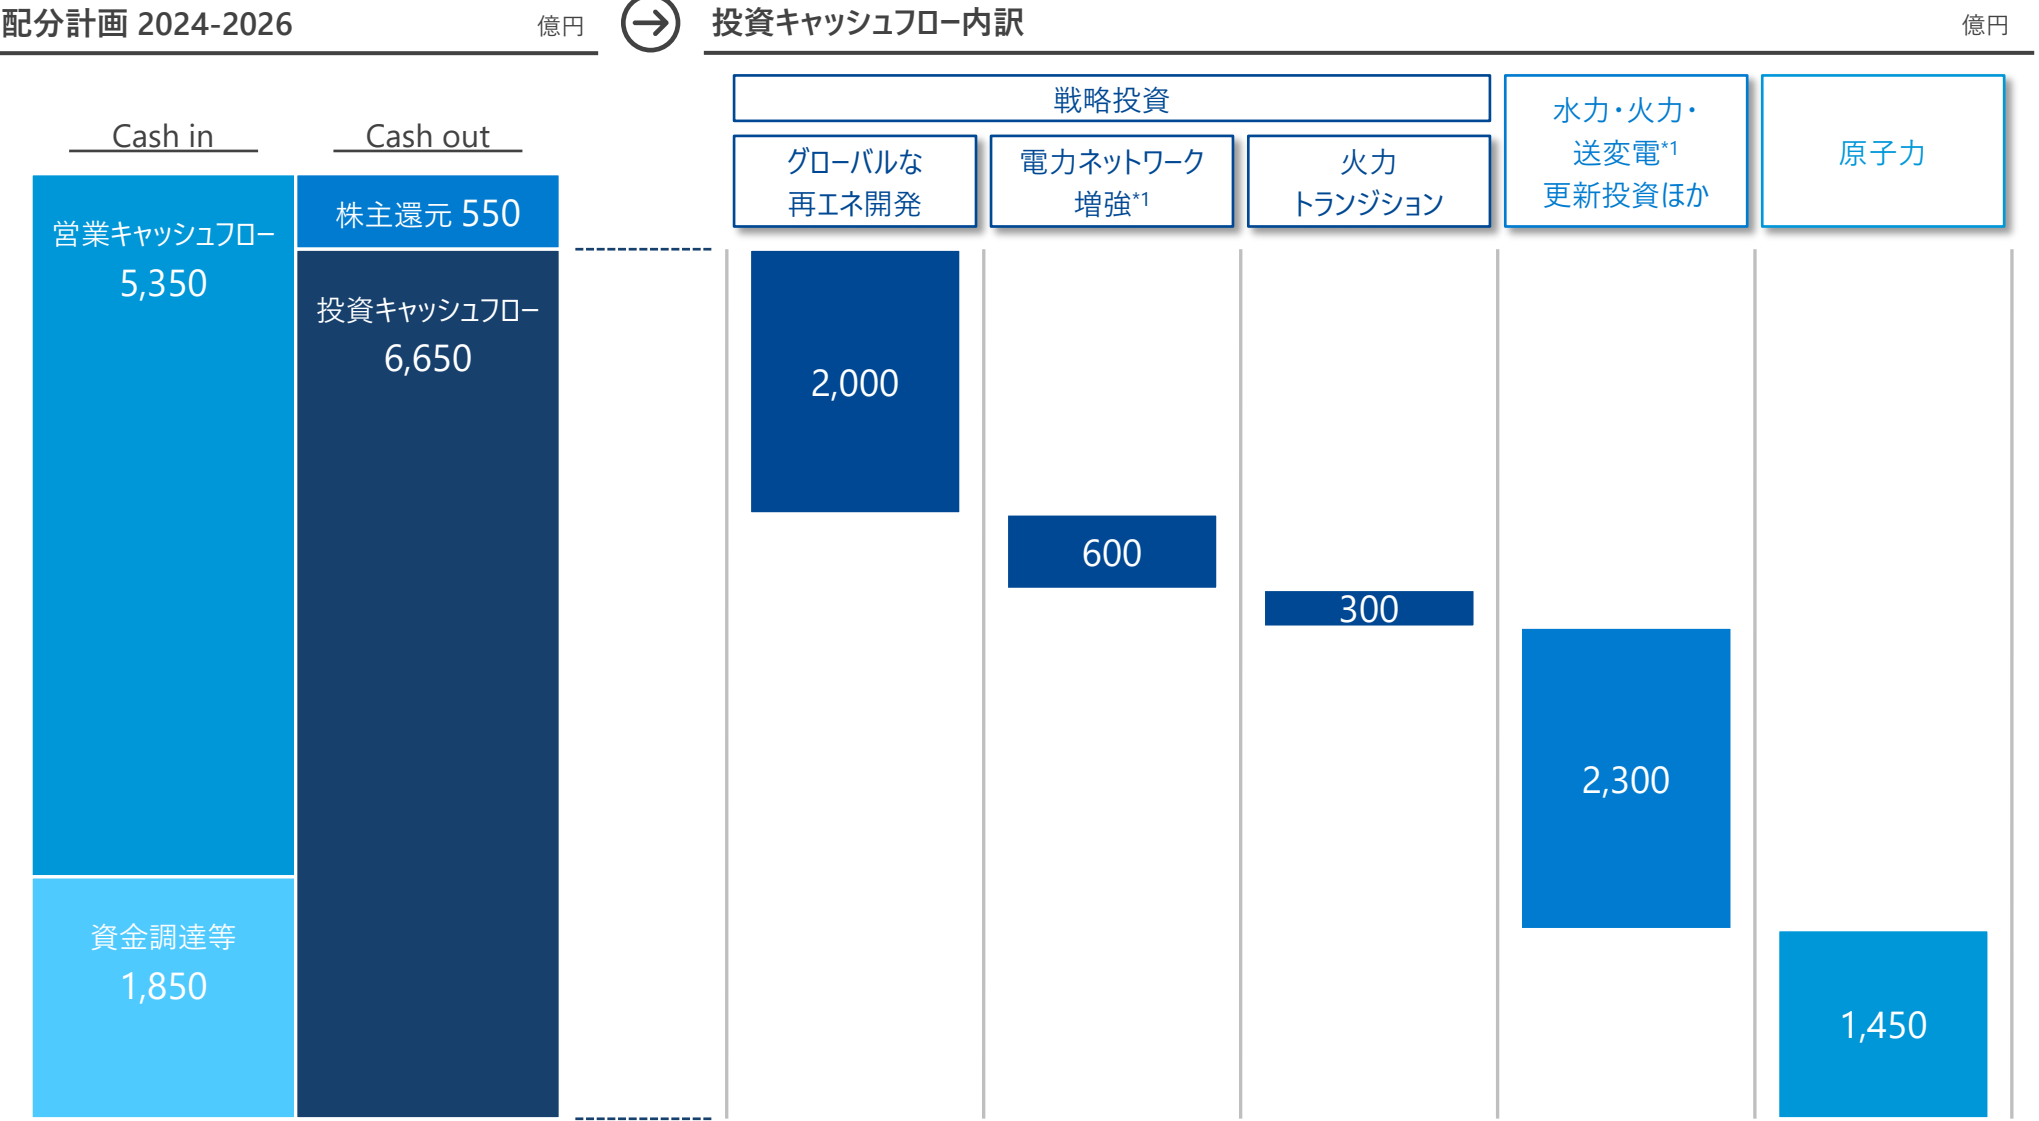 配分計画 2024-2026
億円
Cash in
Cash out
営業キャッシュフロー
5,350
株主還元 550
投資キャッシュフロー
6,650
資金調達等
1,850
投資キャッシュフロー内訳
億円
戦略投資
グローバルな
再エネ開発
電力ネットワーク
増強*1
火力
トランジション
水力・火力・
送変電*1
更新投資ほか
原子力
2,000
600
300
2,300
1,450